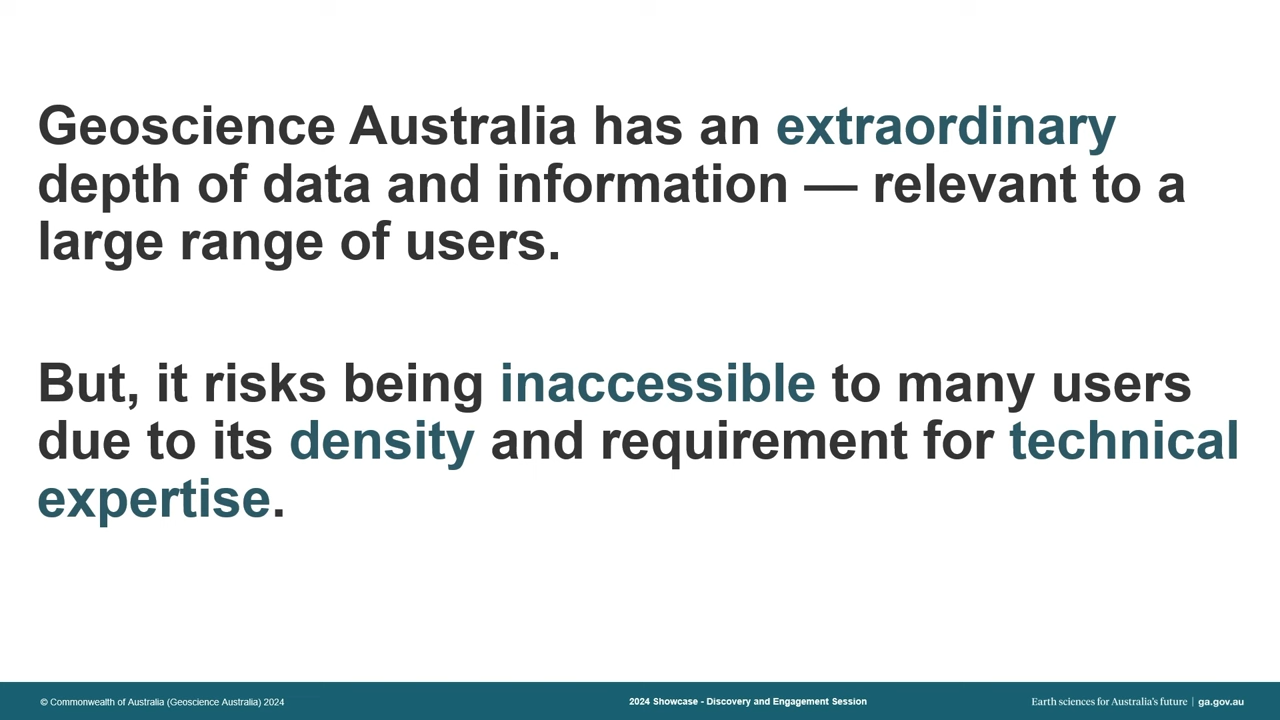 Geoscience Australia has an extraordinary
depth of data and information — relevant to a
large range of users.
But, it risks being inaccessible to many users
due to its density and requirement for technical
expertise.
© Commonwealth of Australia (Geoscience Australia) 2024
2024 Showcase - Discovery and Engagement Session
Earth sciences for Australia's future | ga.gov.au